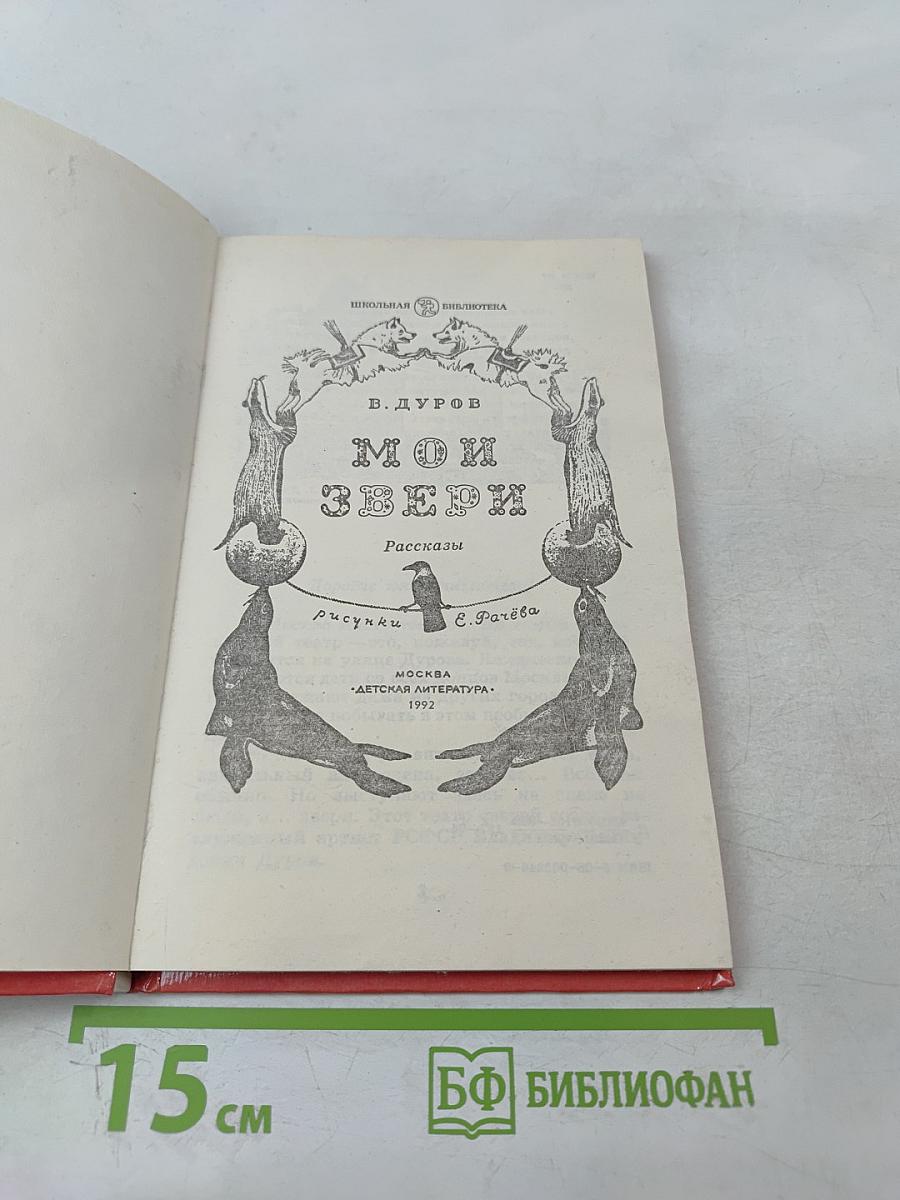 ШКОЛЬНАЯ БИБЛИОТЕКА
В. ДУРОВ
МОИ
ЗВЕРИ
Рассказы
рисунки Е. Рачёва
МОСКВА
·ДЕТСКАЯ ЛИТЕРАТУРА·
1992
15 см
БФ БИБЛИОФАН